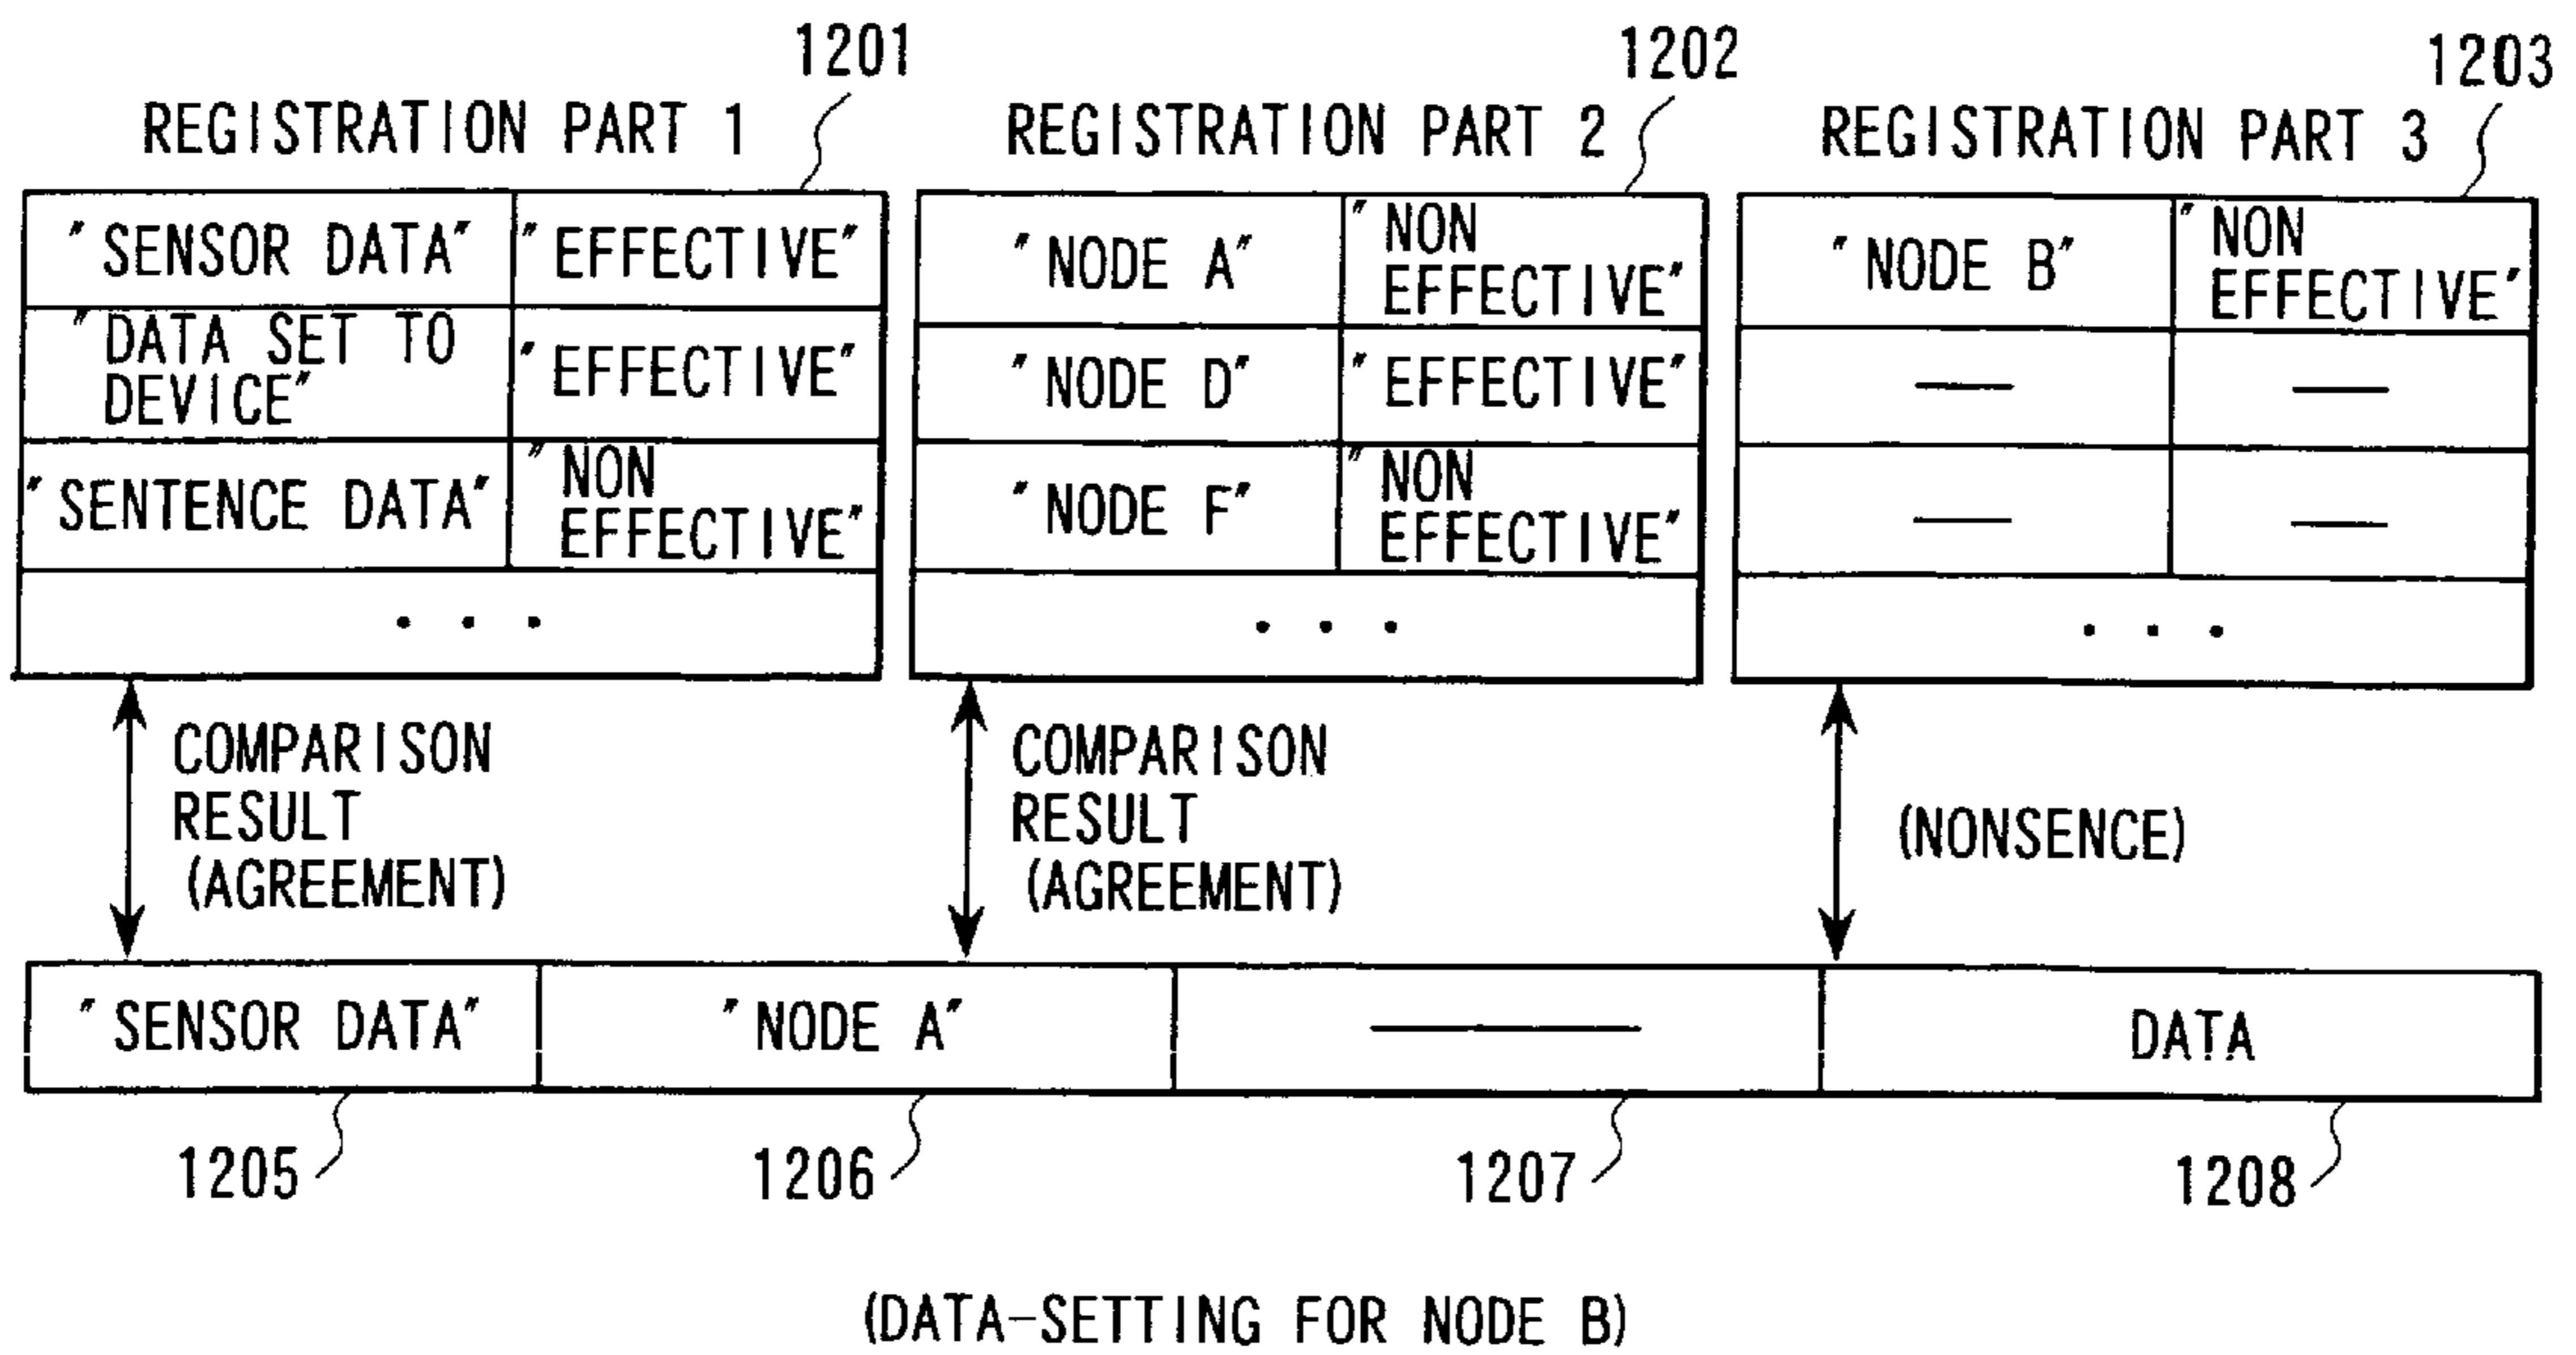 1201
1202
1203
REGISTRATION PART 1
REGISTRATION PART 2
REGISTRATION PART 3
"SENSOR DATA"
"EFFECTIVE"
"NODE A"
"NON
EFFECTIVE"
"NODE B"
"NON
EFFECTIVE"
"DATA SET TO
DEVICE"
"EFFECTIVE"
"NODE D"
"EFFECTIVE"
—
—
"SENTENCE DATA"
"NON
EFFECTIVE"
"NODE F"
"NON
EFFECTIVE"
—
—
. . .
. . .
. . .
COMPARISON
RESULT
(AGREEMENT)
COMPARISON
RESULT
(AGREEMENT)
(NONSENCE)
"SENSOR DATA"
"NODE A"
—
DATA
1205
1206
1207
1208
(DATA-SETTING FOR NODE B)